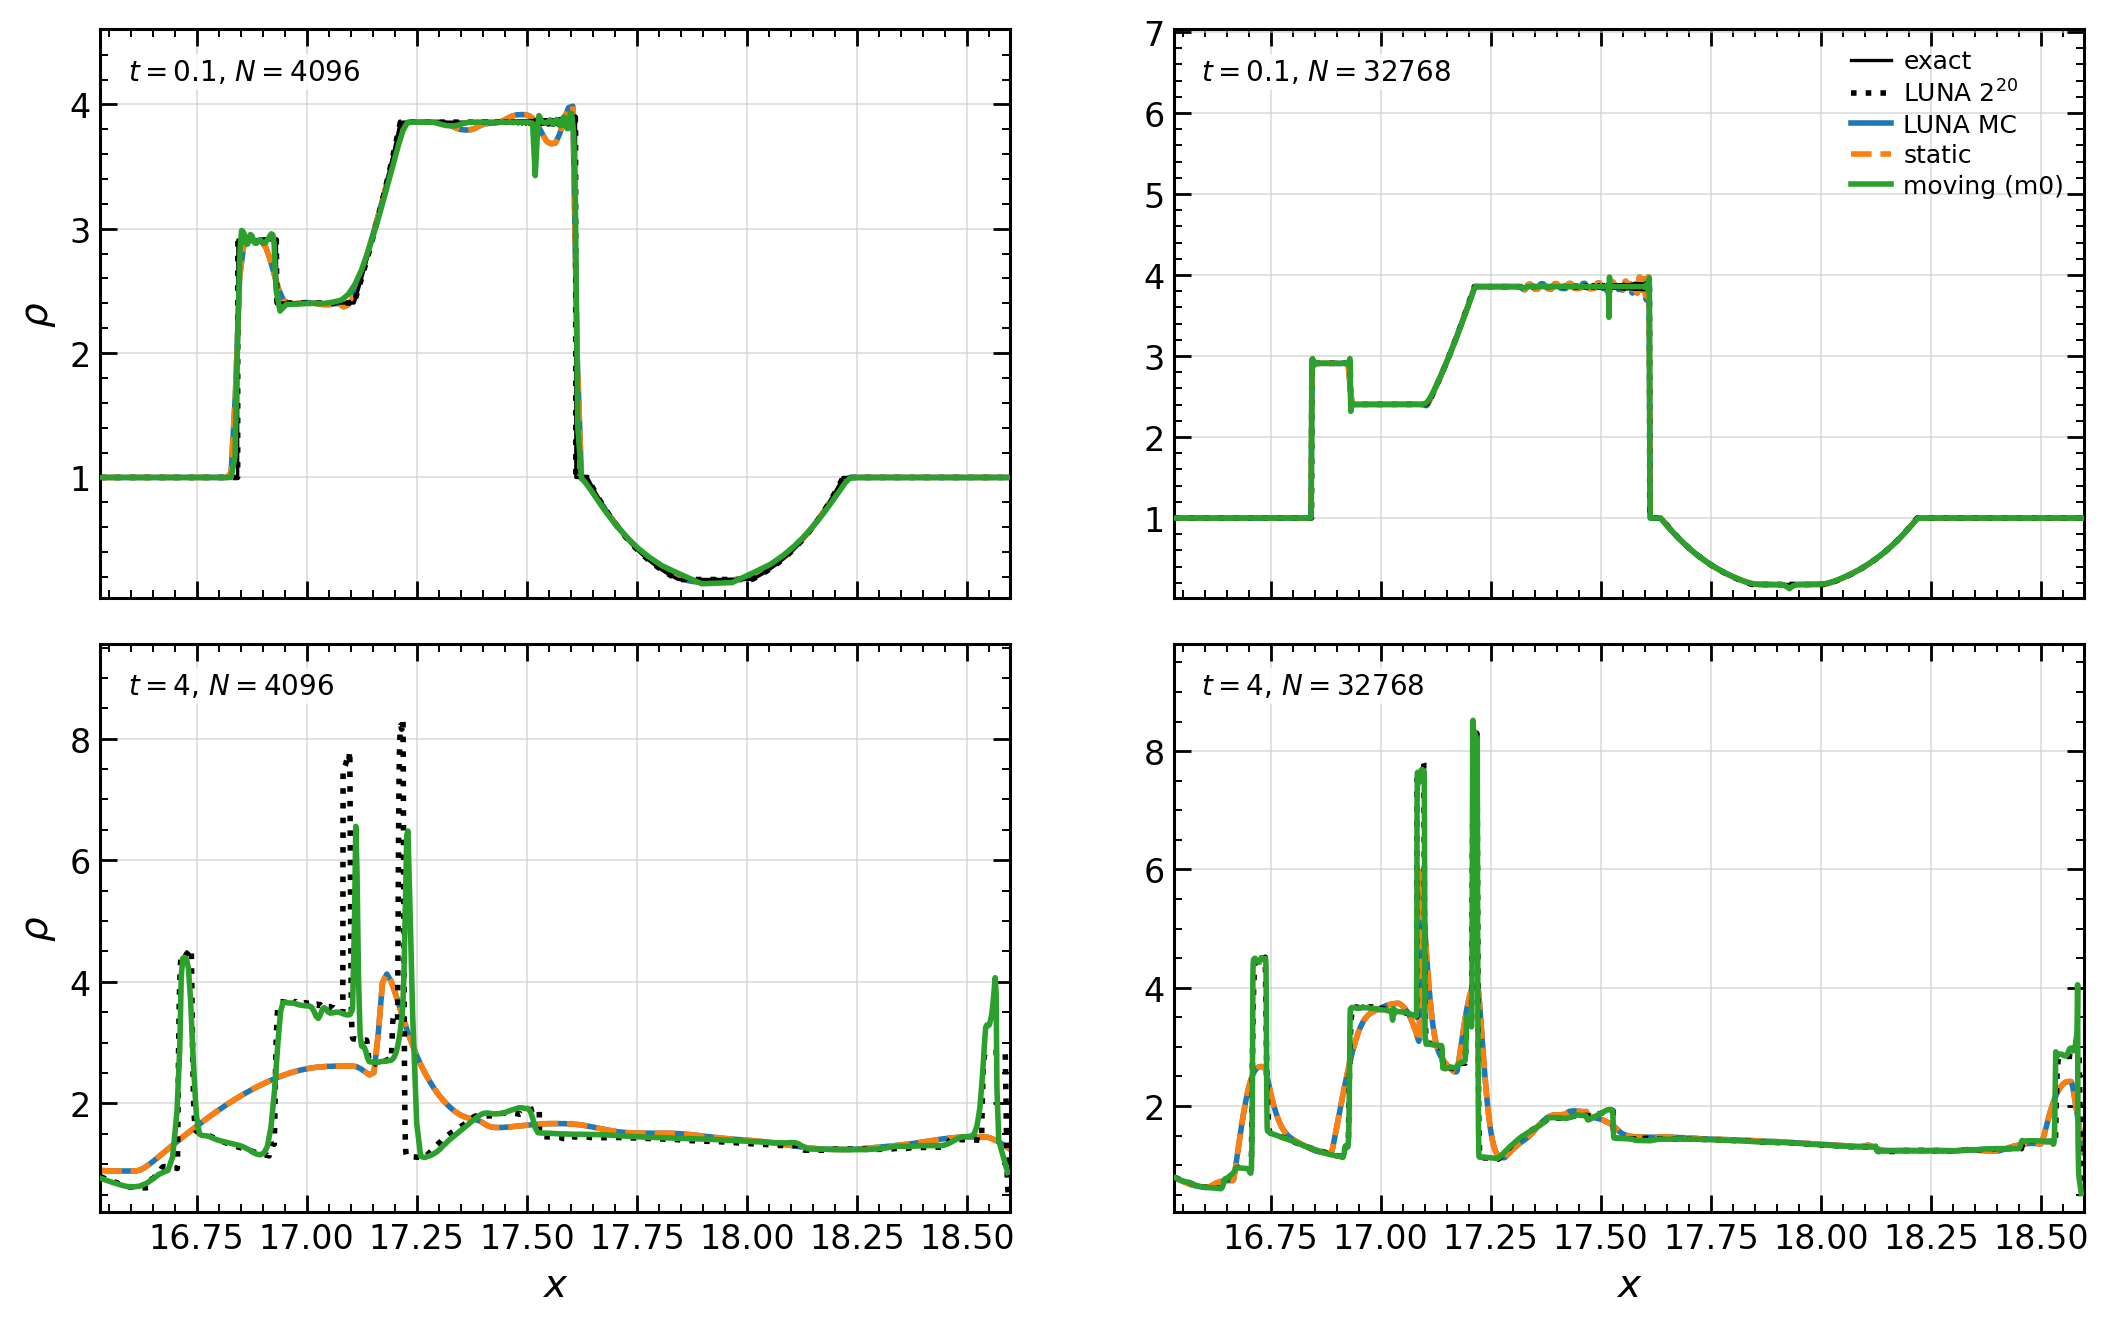 t = 0.1, N = 4096
ρ
4
3
2
1
t = 0.1, N = 32768
exact
LUNA 2^20
LUNA MC
static
moving (m0)
7
6
5
4
3
2
1
t = 4, N = 4096
ρ
8
6
4
2
16.75 17.00 17.25 17.50 17.75 18.00 18.25 18.50
x
t = 4, N = 32768
8
6
4
2
16.75 17.00 17.25 17.50 17.75 18.00 18.25 18.50
x